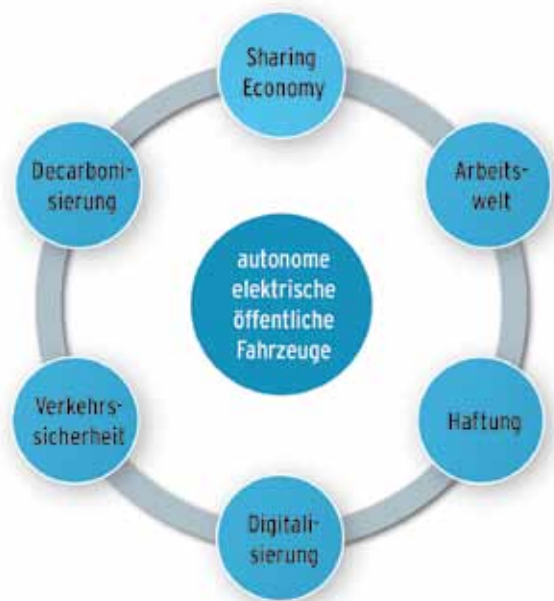 Sharing
Economy
Decarboni-
sierung
Arbeits-
welt
autonome
elektrische
öffentliche
Fahrzeuge
Verkehrs-
sicherheit
Haftung
Digitali-
sierung